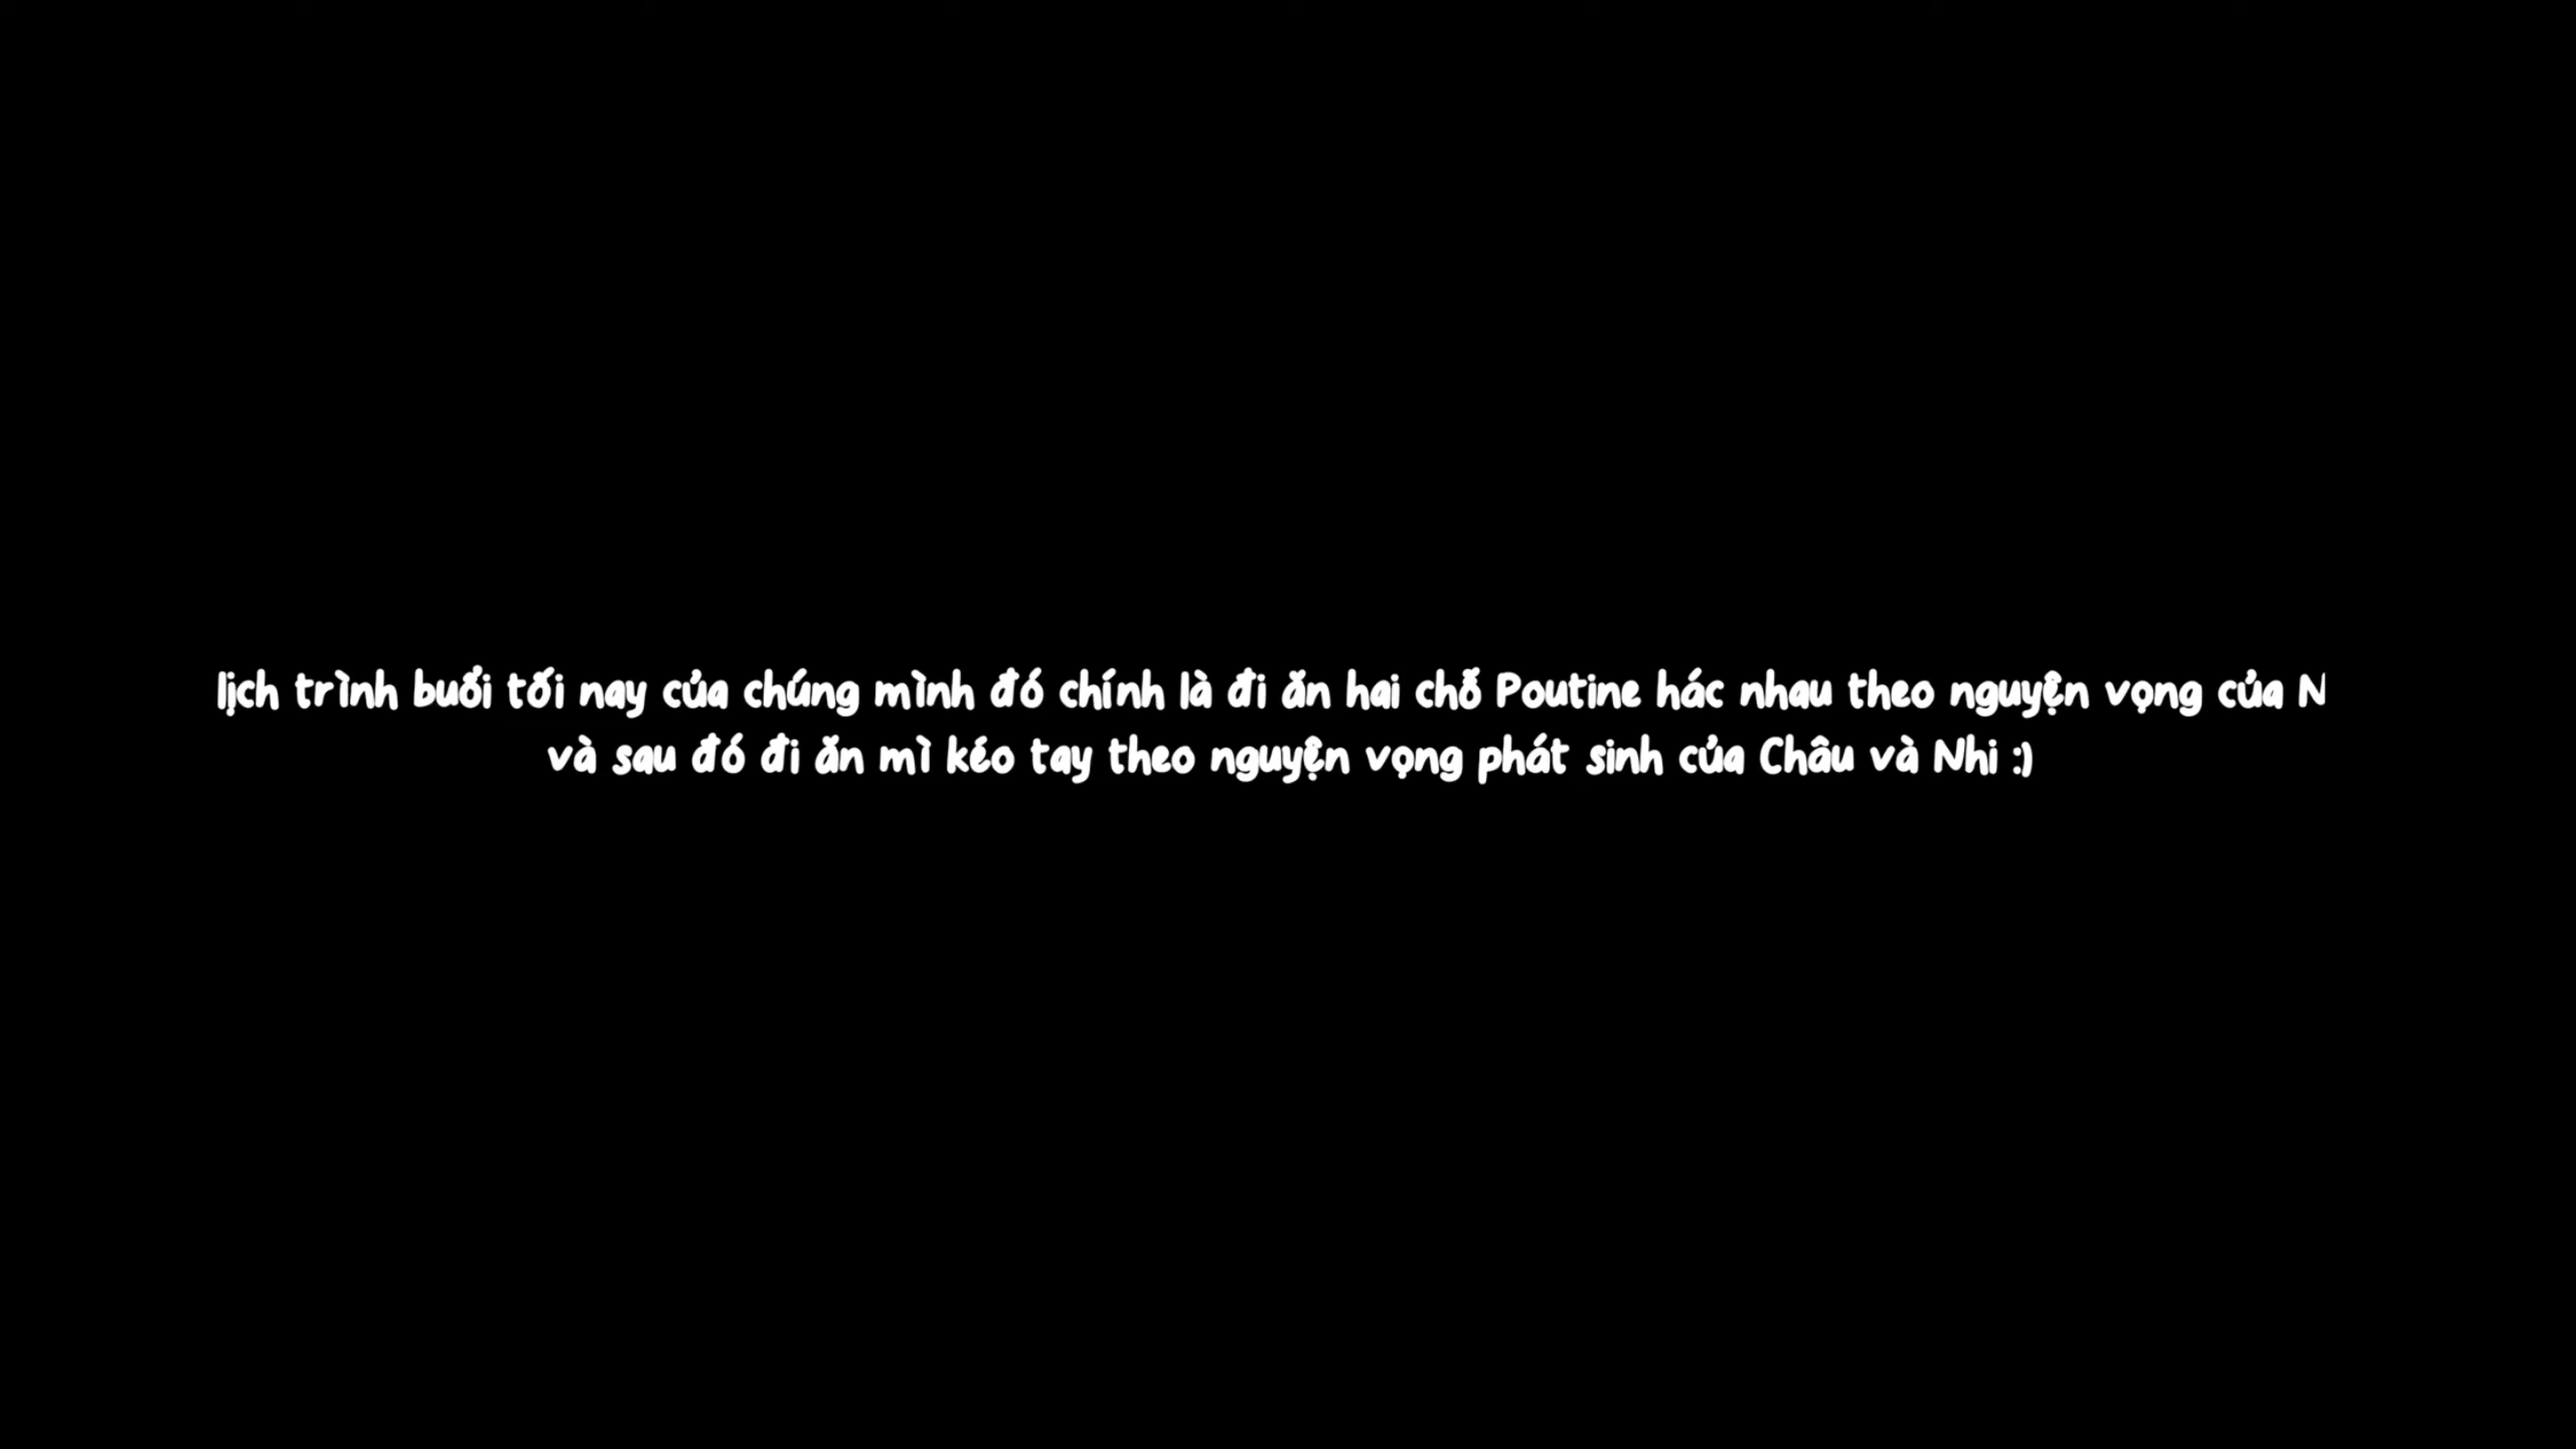 lịch trình buổi tối nay của chúng mình đó chính là đi ăn hai chỗ Poutine hác nhau theo nguyện vọng của N
và sau đó đi ăn mì kéo tay theo nguyện vọng phát sinh của Châu và Nhi :)